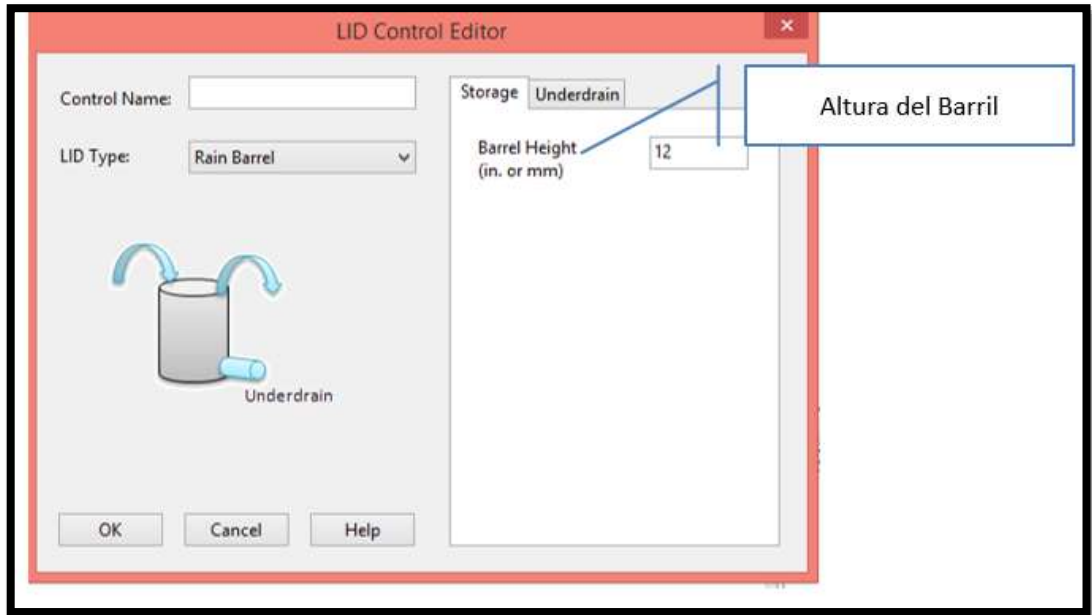 LID Control Editor
Control Name:
LID Type:
Rain Barrel
Underdrain
OK
Cancel
Help
Storage
Underdrain
Barrel Height
(in. or mm)
12
Altura del Barril